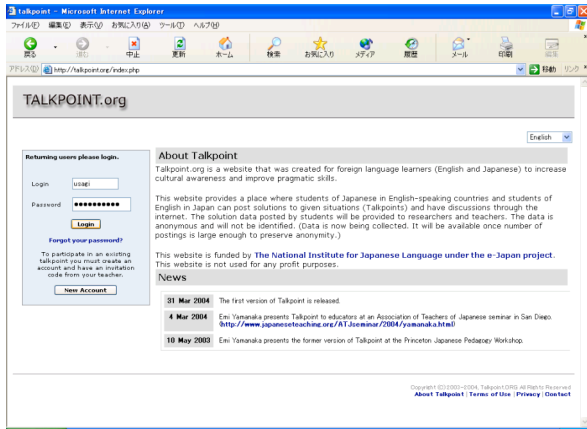 talkpoint - Microsoft Internet Explorer
ファイル(F) 編集(E) 表示(V) お気に入り(A) ツール(T) ヘルプ(H)
戻る 進む 中止 更新 ホーム 検索 お気に入り メディア 履歴 メール 印刷 編集
アドレス(D) http://talkpoint.org/index.php 移動 リンク
TALKPOINT.org
English
Returning users please login.
Login usagi
Password
Login
Forgot your password?
To participate in an existing
talkpoint you must create an
account and have an invitation
code from your teacher.
New Account
About Talkpoint
Talkpoint.org is a website that was created for foreign language learners (English and Japanese) to increase
cultural awareness and improve pragmatic skills.
This website provides a place where students of Japanese in English-speaking countries and students of
English in Japan can post solutions to given situations (Talkpoints) and have discussions through the
internet. The solution data posted by students will be provided to researchers and teachers. The data is
anonymous and will not be identified. (Data is now being collected. It will be available once number of
postings is large enough to preserve anonymity.)
This website is funded by The National Institute for Japanese Language under the e-Japan project.
This website is not used for any profit purposes.
News
31 Mar 2004 The first version of Talkpoint is released.
4 Mar 2004 Emi Yamanaka presents Talkpoint to educators at an Association of Teachers of Japanese seminar in San Diego.
(http://www.japaneseteaching.org/ATJseminar/2004/yamanaka.html)
10 May 2003 Emi Yamanaka presents the former version of Talkpoint at the Princeton Japanese Pedagogy Workshop.
Copyright (C) 2001-2004, Talkpoint.ORG All Rights Reserved
About Talkpoint | Terms of Use | Privacy | Contact